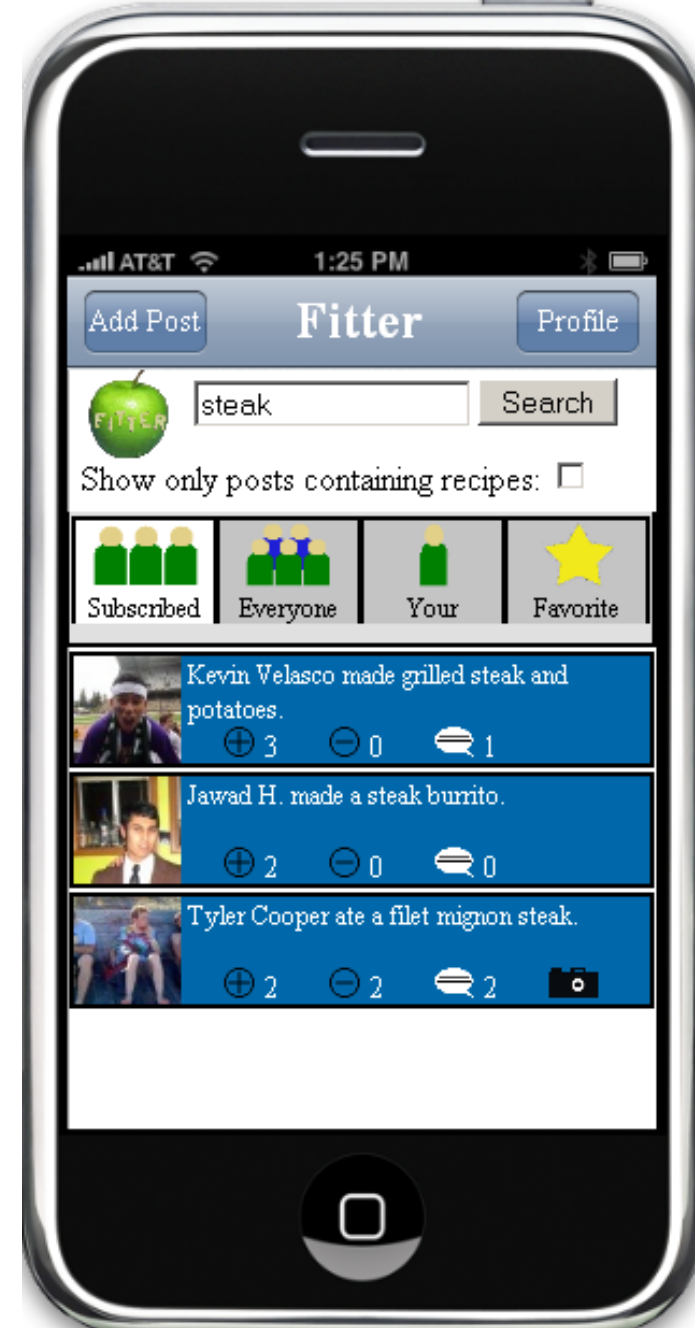 AT&T 1:25 PM
Add Post Fitter Profile
FITTER steak Search
Show only posts containing recipes:
Subscribed Everyone Your Favorite
Kevin Velasco made grilled steak and
potatoes.
3 0 1
Jawad H. made a steak burrito.
2 0 0
Tyler Cooper ate a filet mignon steak.
2 2 2